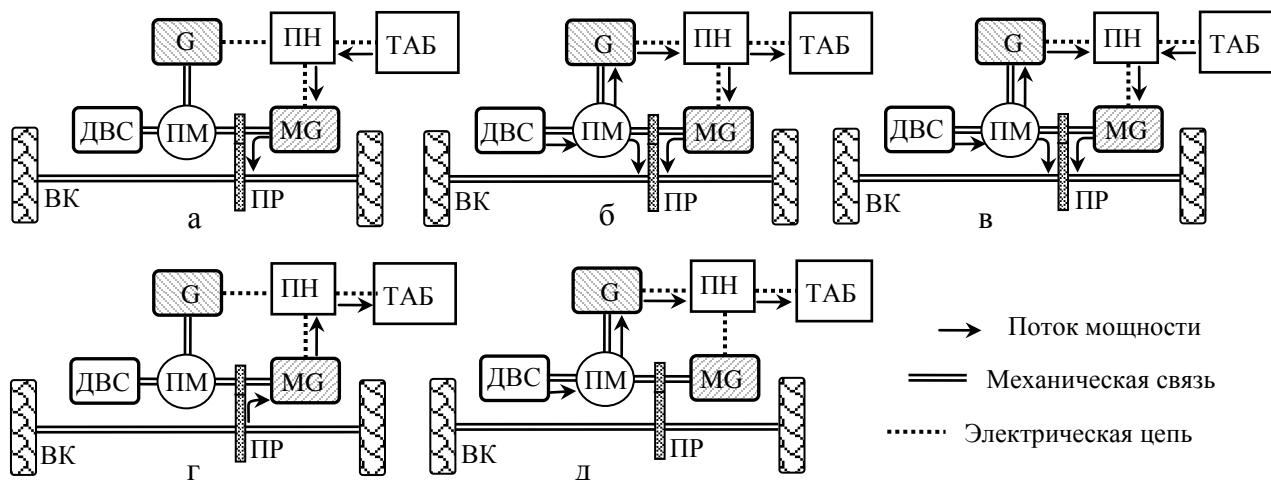 G ПН ТАБ
ДВС ПМ MG
ВК ПР
а
G ПН ТАБ
ДВС ПМ MG
ВК ПР
б
G ПН ТАБ
ДВС ПМ MG
ВК ПР
в
G ПН ТАБ
ДВС ПМ MG
ВК ПР
г
G ПН ТАБ
ДВС ПМ MG
ВК ПР
д
Поток мощности
Механическая связь
Электрическая цепь